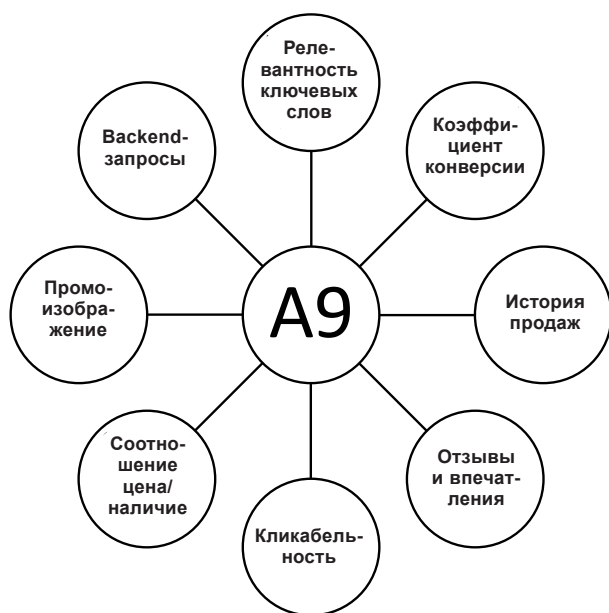 Реле-
вантность
ключевых
слов
Backend-
запросы
Коэффи-
циент
конверсии
Промо-
изобра-
жение
A9
История
продаж
Соотно-
шение
цена/
наличие
Отзывы
и впечат-
ления
Кликабель-
ность